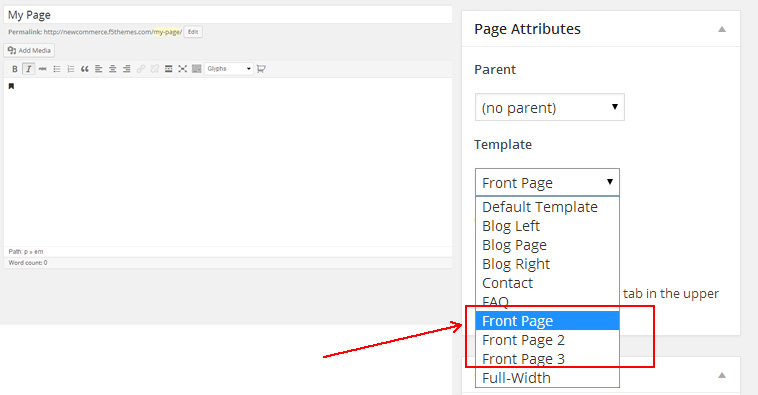 My Page
Permalink: http://newcommerce.f5themes.com/my-page/ Edit
Add Media
B I ABC Glyphs
Path: p » em
Word count: 0
Page Attributes
Parent
(no parent)
Template
Front Page
Default Template
Blog Left
Blog Page
Blog Right
Contact
FAQ
tab in the upper
Front Page
Front Page 2
Front Page 3
Full-Width